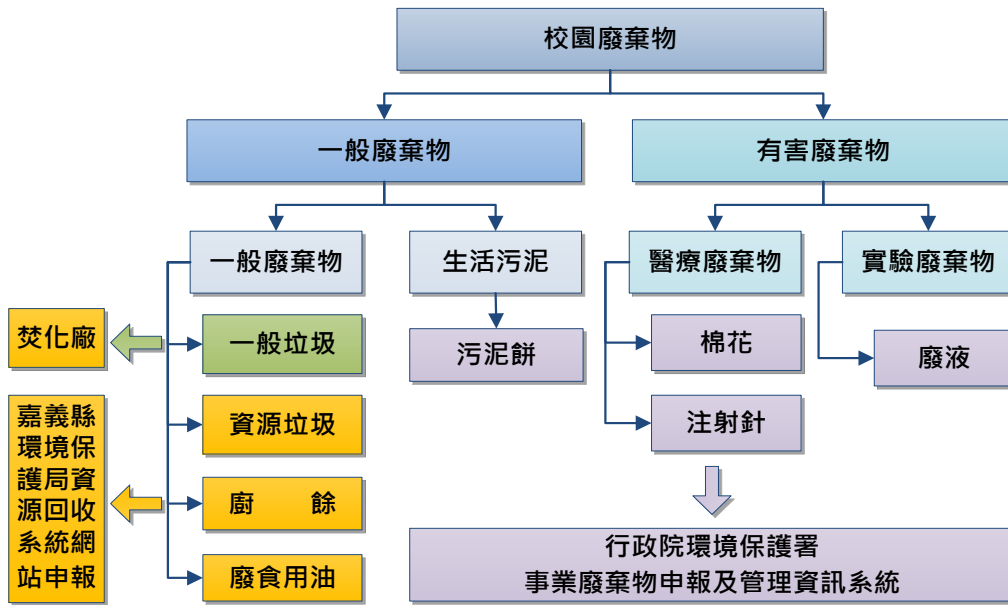 校園廢棄物
一般廢棄物
有害廢棄物
一般廢棄物
生活污泥
醫療廢棄物
實驗廢棄物
焚化廠
一般垃圾
污泥餅
棉花
廢液
嘉義縣
環境保
護局資
源回收
系統網
站申報
資源垃圾
注射針
廚　　餘
廢食用油
行政院環境保護署
事業廢棄物申報及管理資訊系統